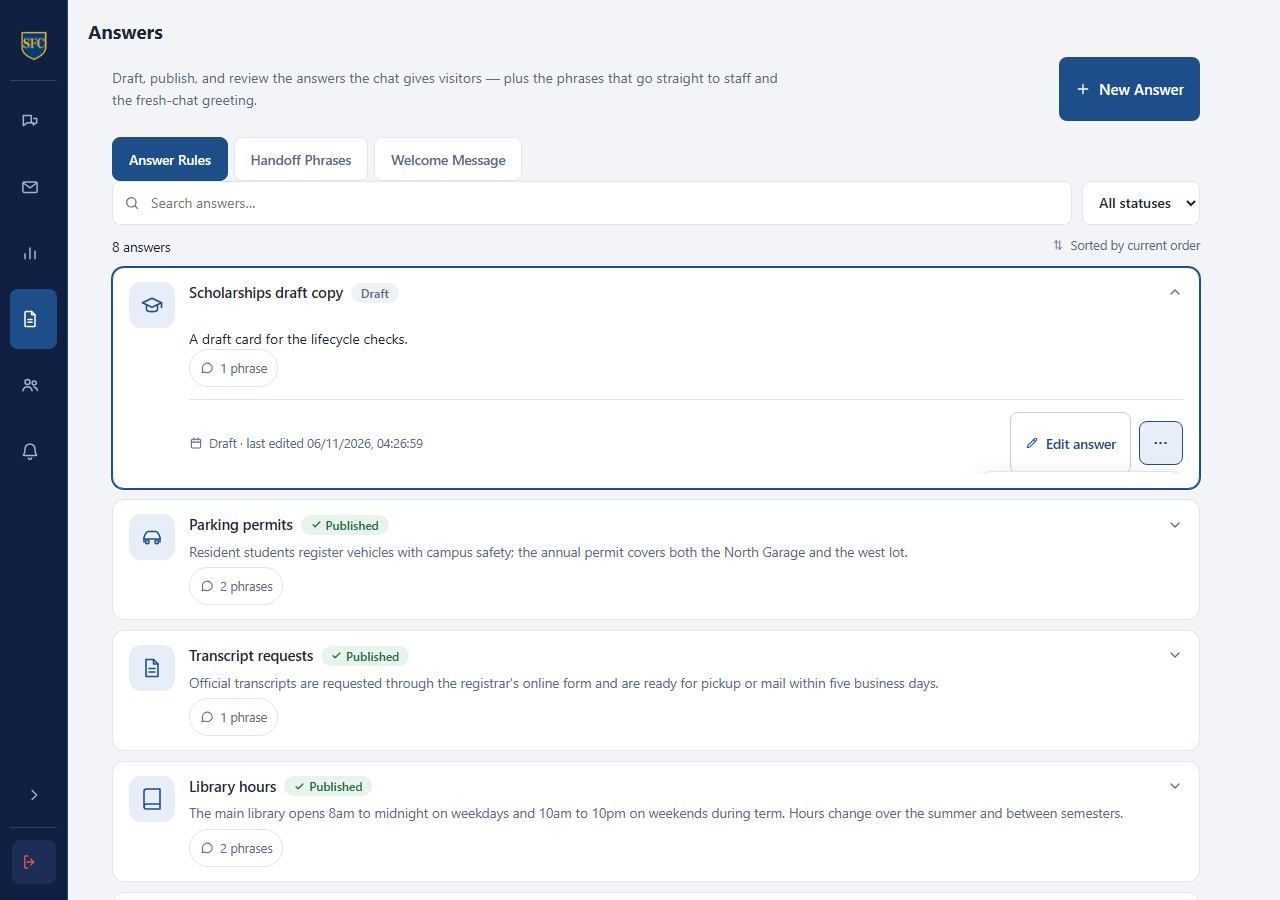 SFC
Answers
Draft, publish, and review the answers the chat gives visitors — plus the phrases that go straight to staff and
the fresh-chat greeting.
+ New Answer
Answer Rules
Handoff Phrases
Welcome Message
Search answers...
All statuses
8 answers
Sorted by current order
Scholarships draft copy
Draft
A draft card for the lifecycle checks.
1 phrase
Draft · last edited 06/11/2026, 04:26:59
Edit answer
...
Parking permits
Published
Resident students register vehicles with campus safety; the annual permit covers both the North Garage and the west lot.
2 phrases
Transcript requests
Published
Official transcripts are requested through the registrar's online form and are ready for pickup or mail within five business days.
1 phrase
Library hours
Published
The main library opens 8am to midnight on weekdays and 10am to 10pm on weekends during term. Hours change over the summer and between semesters.
2 phrases